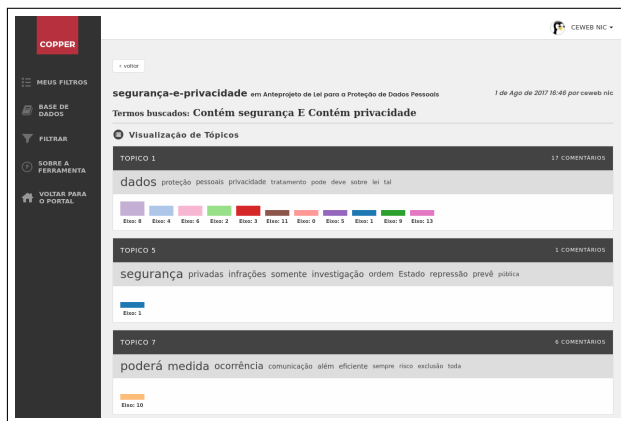 COPPER
CEWEB NIC
MEUS FILTROS
BASE DE
DADOS
FILTRAR
SOBRE A
FERRAMENTA
VOLTAR PARA
O PORTAL
< voltar
segurança-e-privacidade em Anteprojeto de Lei para a Proteção de Dados Pessoais
1 de Ago de 2017 16:46 por ceweb nic
Termos buscados: Contém segurança E Contém privacidade
Visualização de Tópicos
TOPICO 1 17 COMENTÁRIOS
dados proteção pessoais privacidade tratamento pode deve sobre lei tal
Eixo: 8 Eixo: 4 Eixo: 6 Eixo: 2 Eixo: 3 Eixo: 11 Eixo: 0 Eixo: 5 Eixo: 1 Eixo: 9 Eixo: 13
TOPICO 5 1 COMENTÁRIOS
segurança privadas infrações somente investigação ordem Estado repressão prevê pública
Eixo: 1
TOPICO 7 6 COMENTÁRIOS
poderá medida ocorrência comunicação além eficiente sempre risco exclusão toda
Eixo: 10